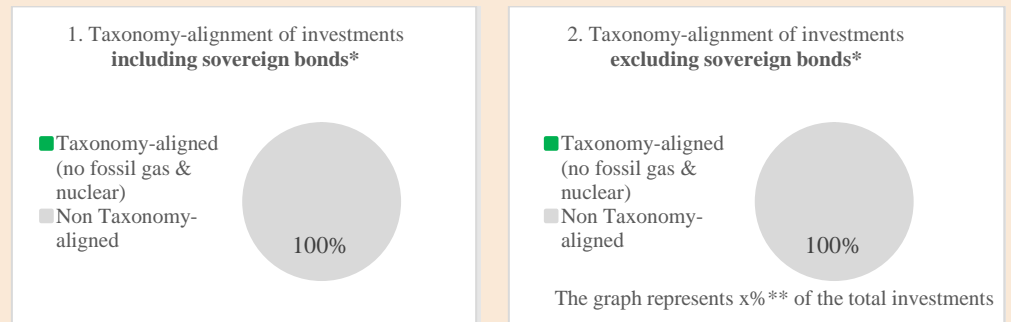 1. Taxonomy-alignment of investments
including sovereign bonds*
Taxonomy-aligned
(no fossil gas &
nuclear)
Non Taxonomy-
aligned
100%
2. Taxonomy-alignment of investments
excluding sovereign bonds*
Taxonomy-aligned
(no fossil gas &
nuclear)
Non Taxonomy-
aligned
100%
The graph represents x%** of the total investments